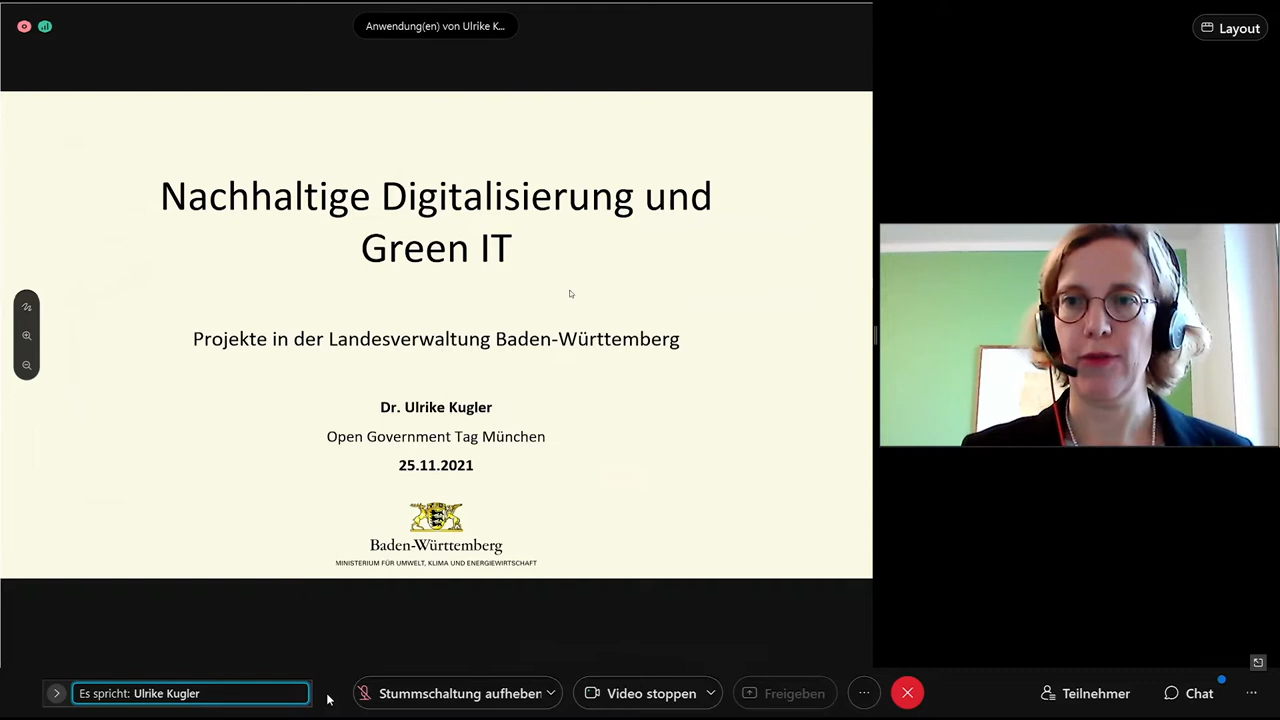 Anwendung(en) von Ulrike K...
Layout
Nachhaltige Digitalisierung und
Green IT
Projekte in der Landesverwaltung Baden-Württemberg
Dr. Ulrike Kugler
Open Government Tag München
25.11.2021
Baden-Württemberg
MINISTERIUM FÜR UMWELT, KLIMA UND ENERGIEWIRTSCHAFT
Es spricht: Ulrike Kugler
Stummschaltung aufheben
Video stoppen
Freigeben
Teilnehmer
Chat